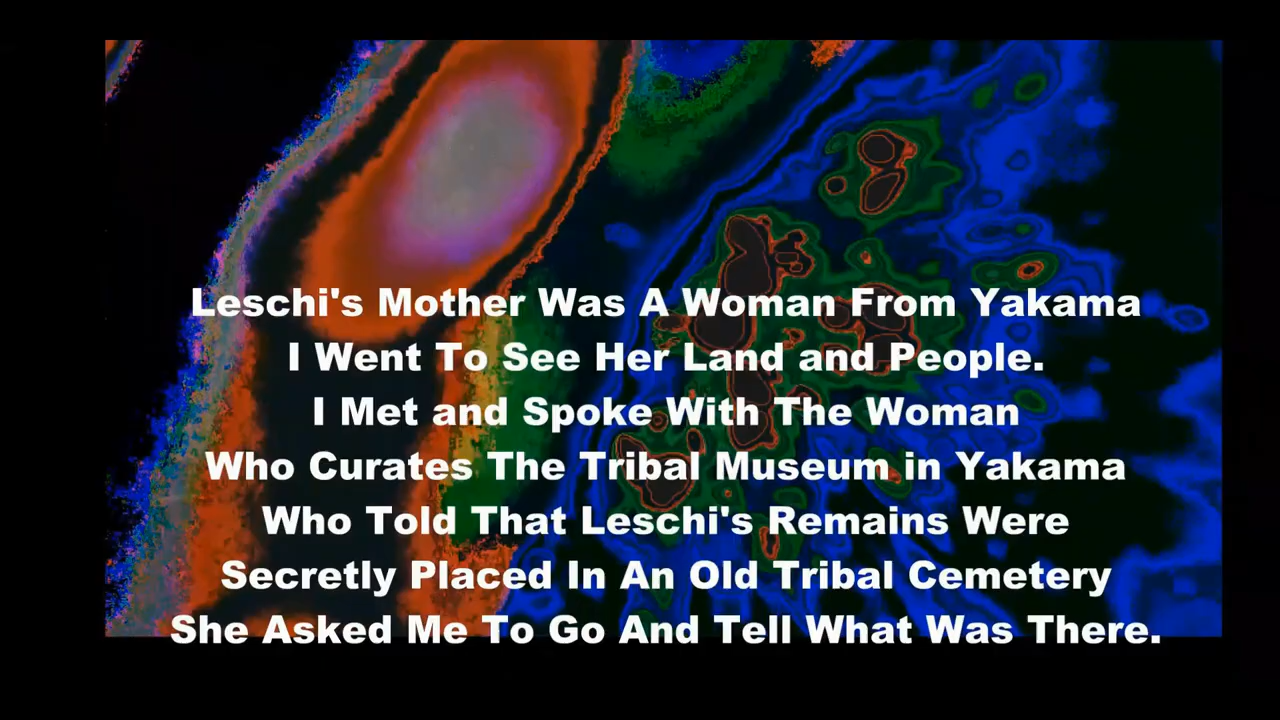 Leschi's Mother Was A Woman From Yakama
I Went To See Her Land and People.
I Met and Spoke With The Woman
Who Curates The Tribal Museum in Yakama
Who Told That Leschi's Remains Were
Secretly Placed In An Old Tribal Cemetery
She Asked Me To Go And Tell What Was There.